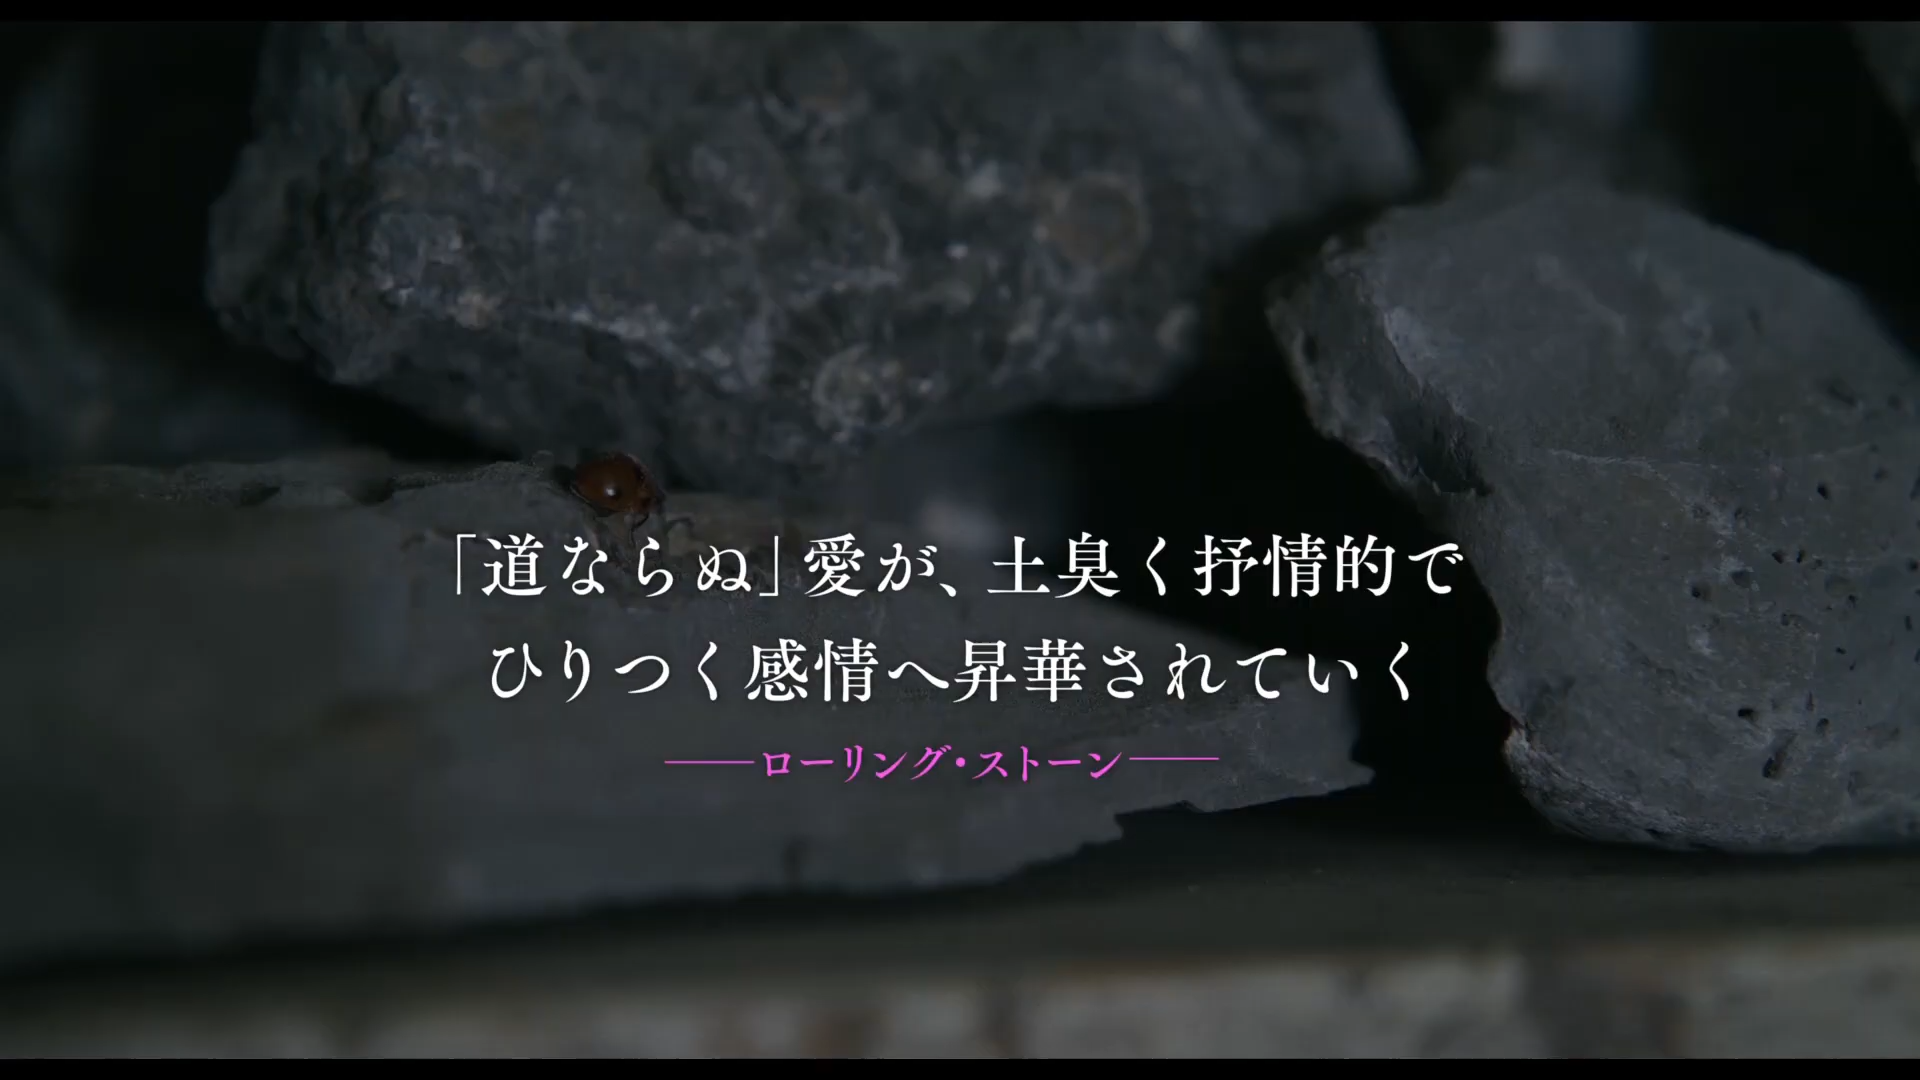 「道ならぬ」愛が、土臭く抒情的で
ひりつく感情へ昇華されていく
――ローリング・ストーン――